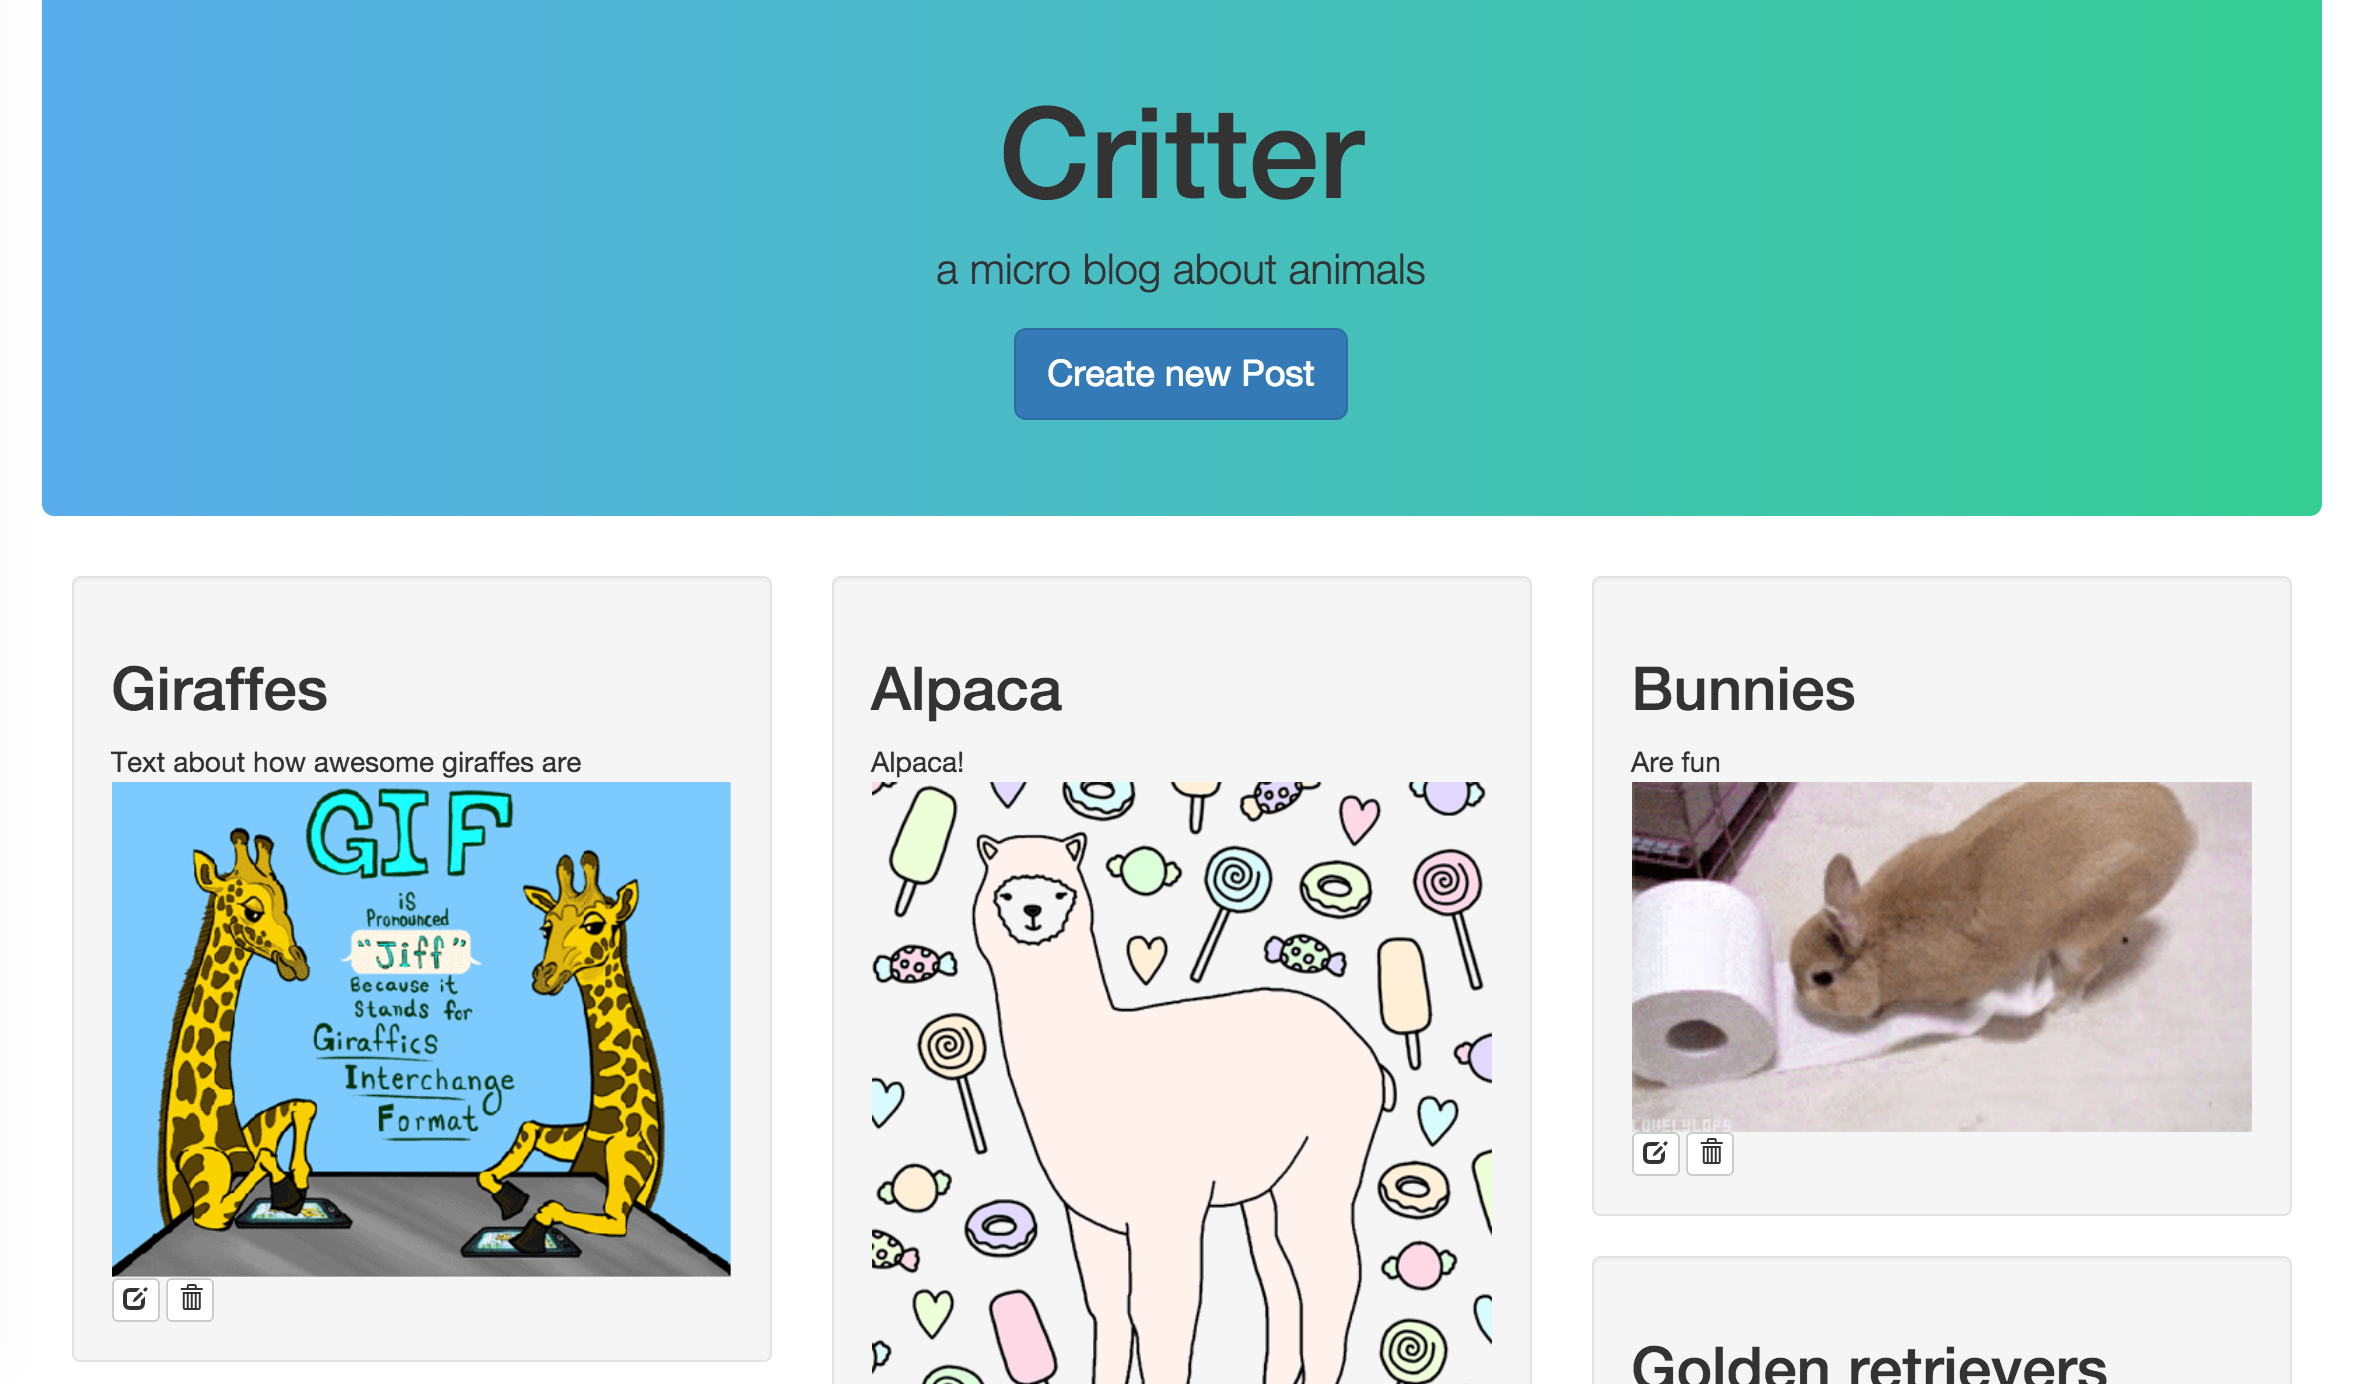 Critter
a micro blog about animals
Create new Post
Giraffes
Text about how awesome giraffes are
GIF
is
Pronounced
"Jiff"
Because it
Stands for
Giraffics
Interchange
Format
Alpaca
Alpaca!
Bunnies
Are fun
LOVELYLOPS
Golden retrievers